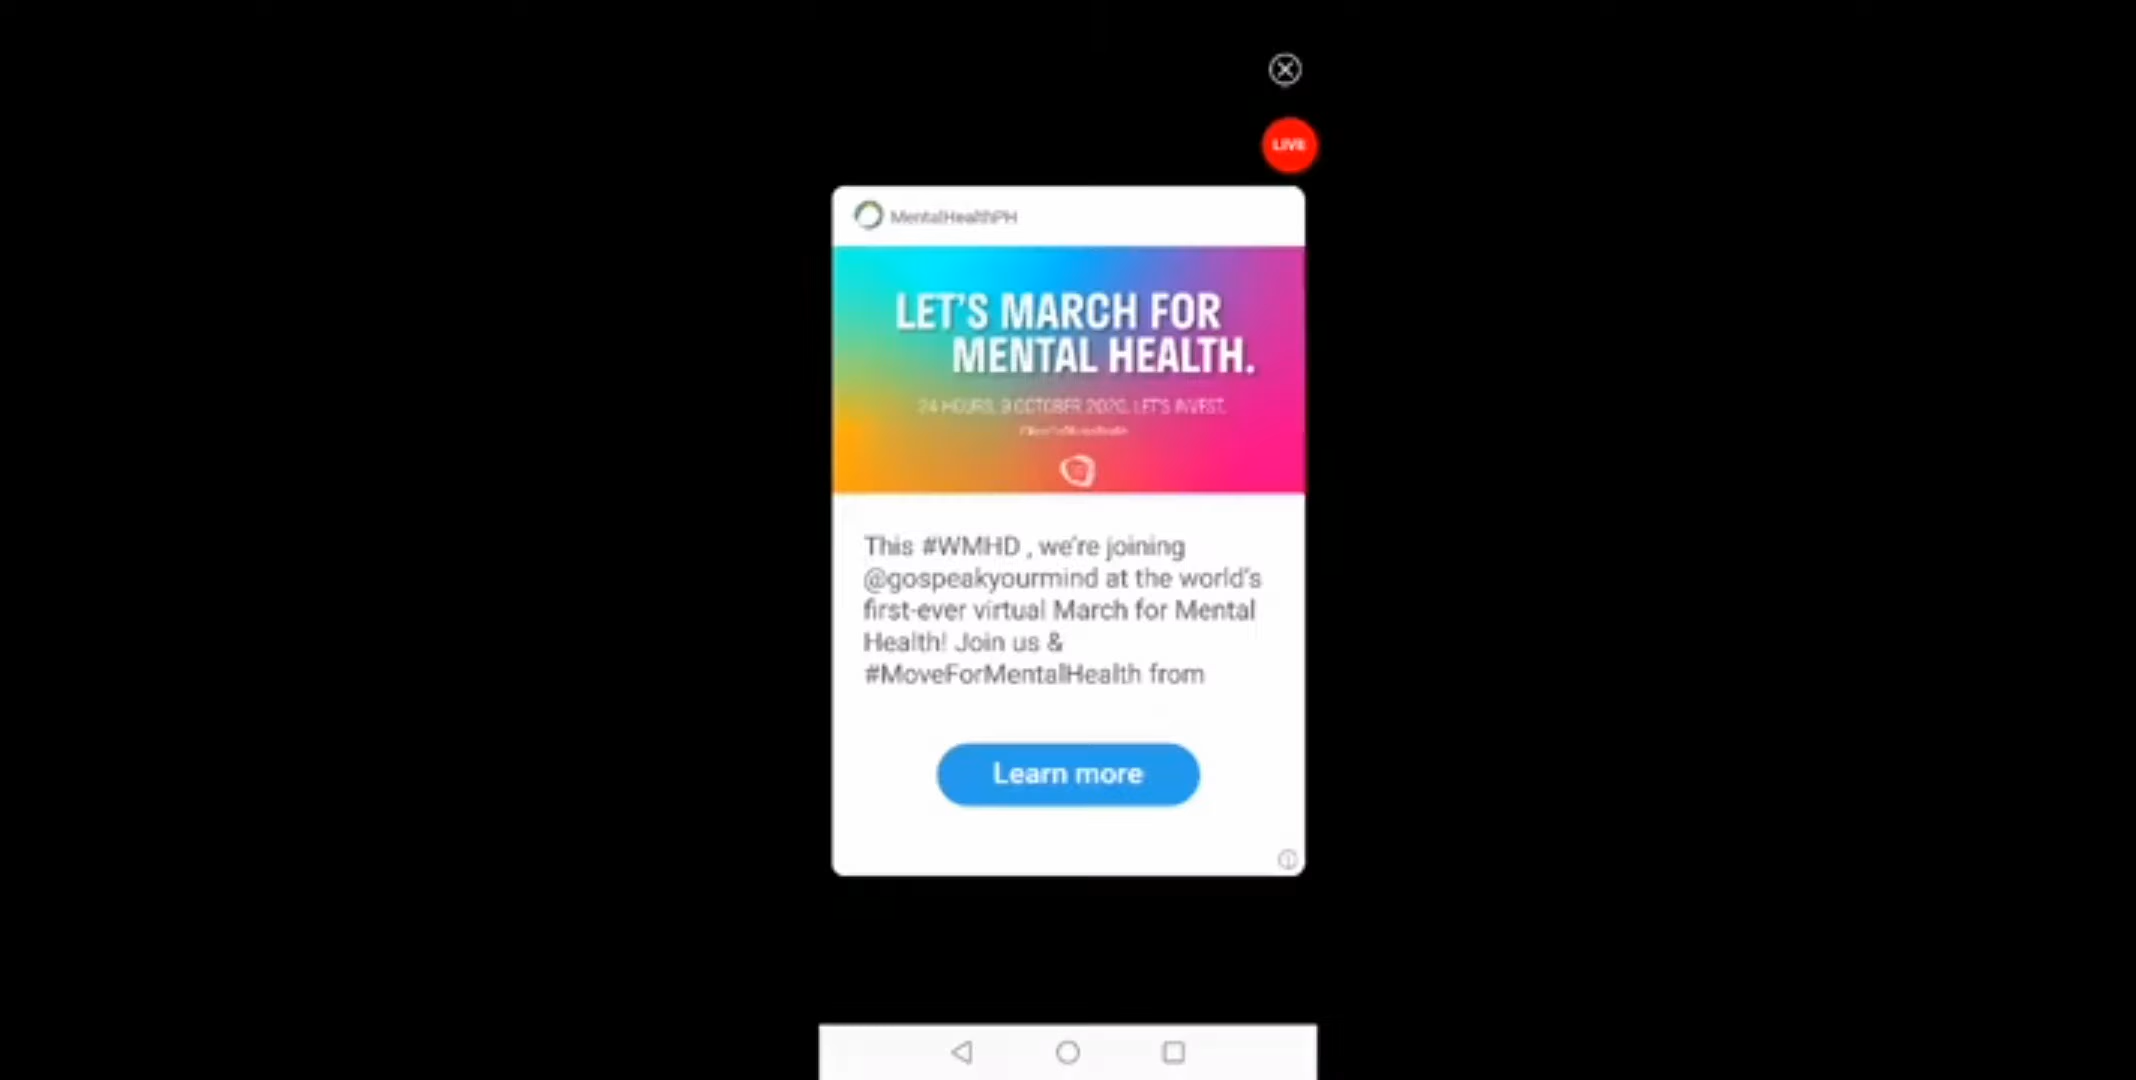 LIVE
MentalHealthPH
LET'S MARCH FOR
MENTAL HEALTH.
24 HOURS. 9 OCTOBER 2020. LET'S INVEST.
This #WMHD , we're joining
@gospeakyourmind at the world's
first-ever virtual March for Mental
Health! Join us &
#MoveForMentalHealth from
Learn more